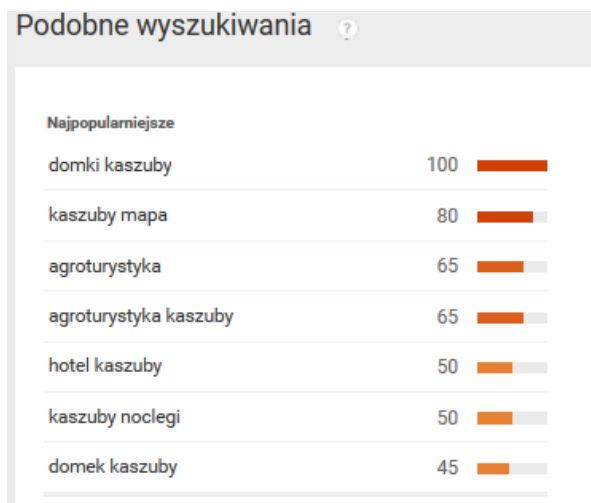 Podobne wyszukiwania ?
Najpopularniejsze
domki kaszuby 100
kaszuby mapa 80
agroturystyka 65
agroturystyka kaszuby 65
hotel kaszuby 50
kaszuby noclegi 50
domek kaszuby 45